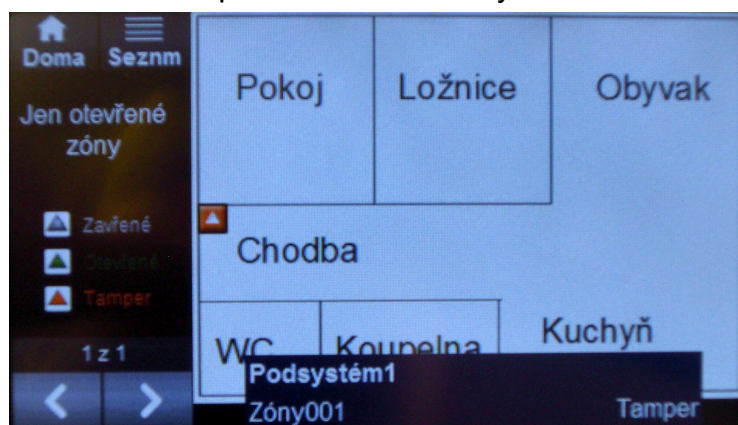 Doma Seznm
Jen otevřené
zóny
Zavřené
Otevřené
Tamper
1 z 1
Pokoj Ložnice Obyvak
Chodba
WC Koupelna Kuchyň
Podsystém1
Zóny001 Tamper